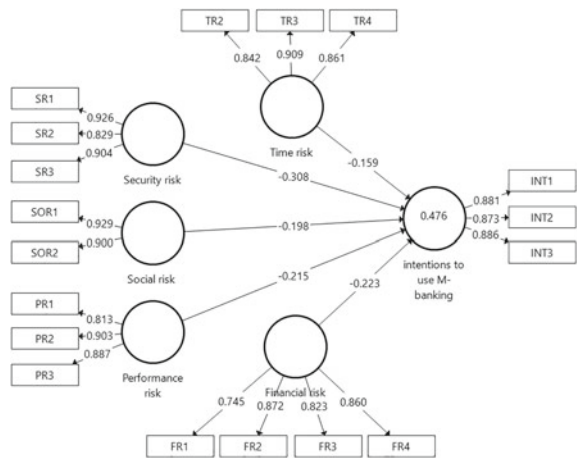 TR2
TR3
TR4
0.842
0.909
0.861
Time risk
SR1
SR2
SR3
0.926
0.829
0.904
Security risk
-0.159
-0.308
SOR1
SOR2
0.929
0.900
Social risk
-0.198
0.476
intentions to
use M-
banking
0.881
0.873
0.886
INT1
INT2
INT3
PR1
PR2
PR3
0.813
0.903
0.887
Performance
risk
-0.215
-0.223
Financial risk
0.745
0.872
0.823
0.860
FR1
FR2
FR3
FR4